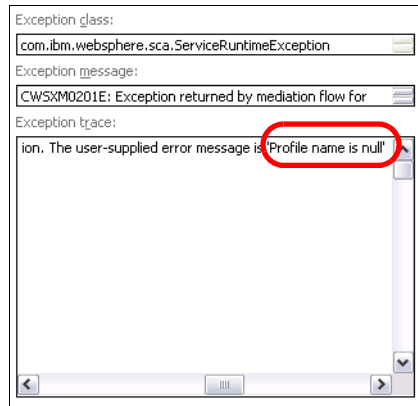 Exception class:
com.ibm.websphere.sca.ServiceRuntimeException
Exception message:
CWSXM0201E: Exception returned by mediation flow for
Exception trace:
ion. The user-supplied error message is 'Profile name is null'